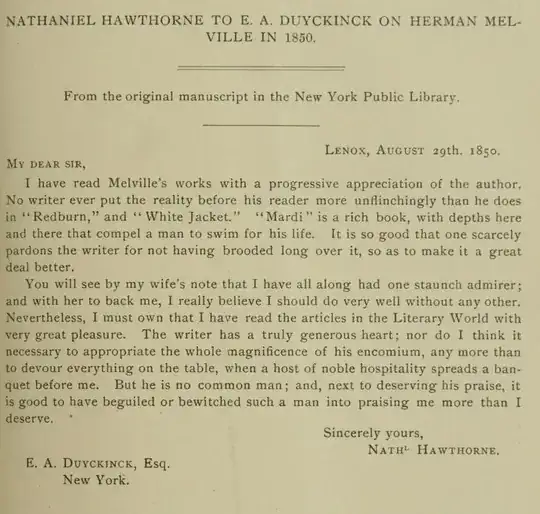 NATHANIEL HAWTHORNE TO E. A. DUYCKINCK ON HERMAN MEL-
VILLE IN 1850.
From the original manuscript in the New York Public Library.
LENOX, AUGUST 29th. 1850.
MY DEAR SIR,
I have read Melville's works with a progressive appreciation of the author.
No writer ever put the reality before his reader more unflinchingly than he does
in "Redburn," and "White Jacket." "Mardi" is a rich book, with depths here
and there that compel a man to swim for his life. It is so good that one scarcely
pardons the writer for not having brooded long over it, so as to make it a great
deal better.
You will see by my wife's note that I have all along had one staunch admirer;
and with her to back me, I really believe I should do very well without any other.
Nevertheless, I must own that I have read the articles in the Literary World with
very great pleasure. The writer has a truly generous heart; nor do I think it
necessary to appropriate the whole magnificence of his encomium, any more than
to devour everything on the table, when a host of noble hospitality spreads a ban-
quet before me. But he is no common man; and, next to deserving his praise, it
is good to have beguiled or bewitched such a man into praising me more than I
deserve.
Sincerely yours,
NATHL HAWTHORNE.
E. A. DUYCKINCK, Esq.
New York.